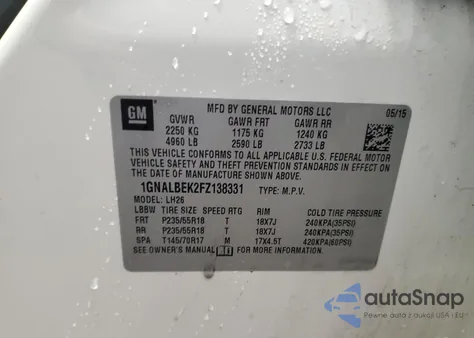 GM
MFD BY GENERAL MOTORS LLC
05/15
GVWR GAWR FRT GAWR RR
2250 KG 1175 KG 1240 KG
4960 LB 2590 LB 2733 LB
THIS VEHICLE CONFORMS TO ALL APPLICABLE U.S. FEDERAL MOTOR VEHICLE
SAFETY AND THEFT PREVENTION STANDARDS IN EFFECT ON
THE DATE OF MANUFACTURE SHOWN ABOVE.
1GNALBEK2FZ138331 TYPE: M.P.V.
MODEL: LH26
LBBW TIRE SIZE SPEED RTG RIM COLD TIRE PRESSURE
FRT P235/55R18 T 18X7J 240KPA(35PSI)
RR P235/55R18 T 18X7J 240KPA(35PSI)
SPA T145/70R17 M 17X4.5T 420KPA(60PSI)
SEE OWNER'S MANUAL FOR MORE INFORMATION.
autoSnap
Pewne auta z USA i EU